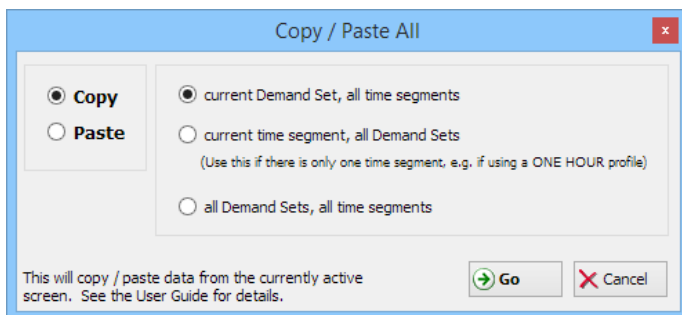 Copy / Paste All
x
Copy
Paste
current Demand Set, all time segments
current time segment, all Demand Sets
(Use this if there is only one time segment, e.g. if using a ONE HOUR profile)
all Demand Sets, all time segments
This will copy / paste data from the currently active
screen. See the User Guide for details.
Go
Cancel